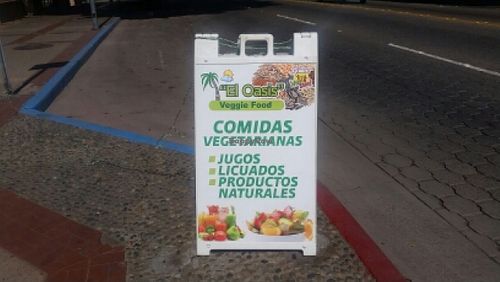 "El Oasis"
Veggie Food
COMIDAS
VEGETARIANAS
JUGOS
LICUADOS
PRODUCTOS
NATURALES